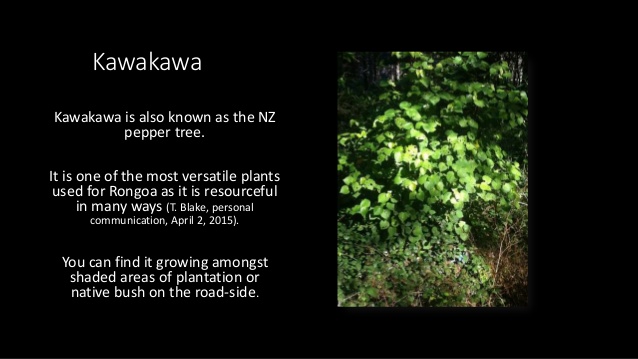 Kawakawa
Kawakawa is also known as the NZ
pepper tree.
It is one of the most versatile plants
used for Rongoa as it is resourceful
in many ways (T. Blake, personal
communication, April 2, 2015).
You can find it growing amongst
shaded areas of plantation or
native bush on the road-side.